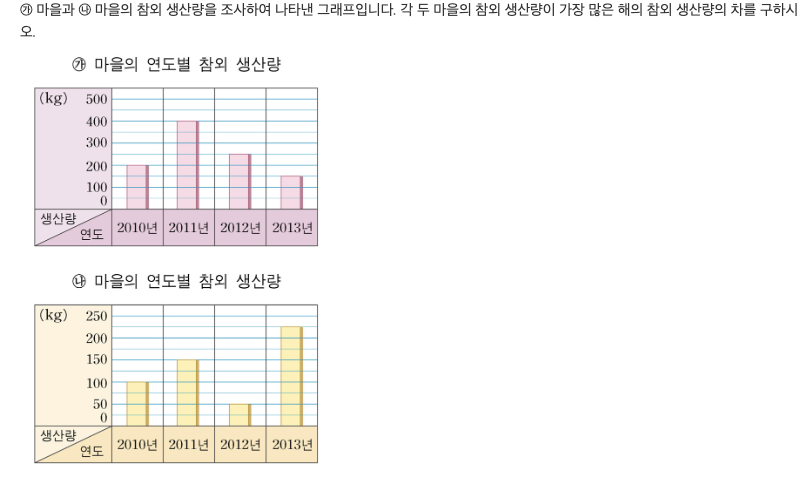 ㉮ 마을과 ㉯ 마을의 참외 생산량을 조사하여 나타낸 그래프입니다. 각 두 마을의 참외 생산량이 가장 많은 해의 참외 생산량의 차를 구하시
오.
㉮ 마을의 연도별 참외 생산량
(kg) 500
400
300
200
100
0
생산량
연도
2010년 2011년 2012년 2013년
㉯ 마을의 연도별 참외 생산량
(kg) 250
200
150
100
50
0
생산량
연도
2010년 2011년 2012년 2013년